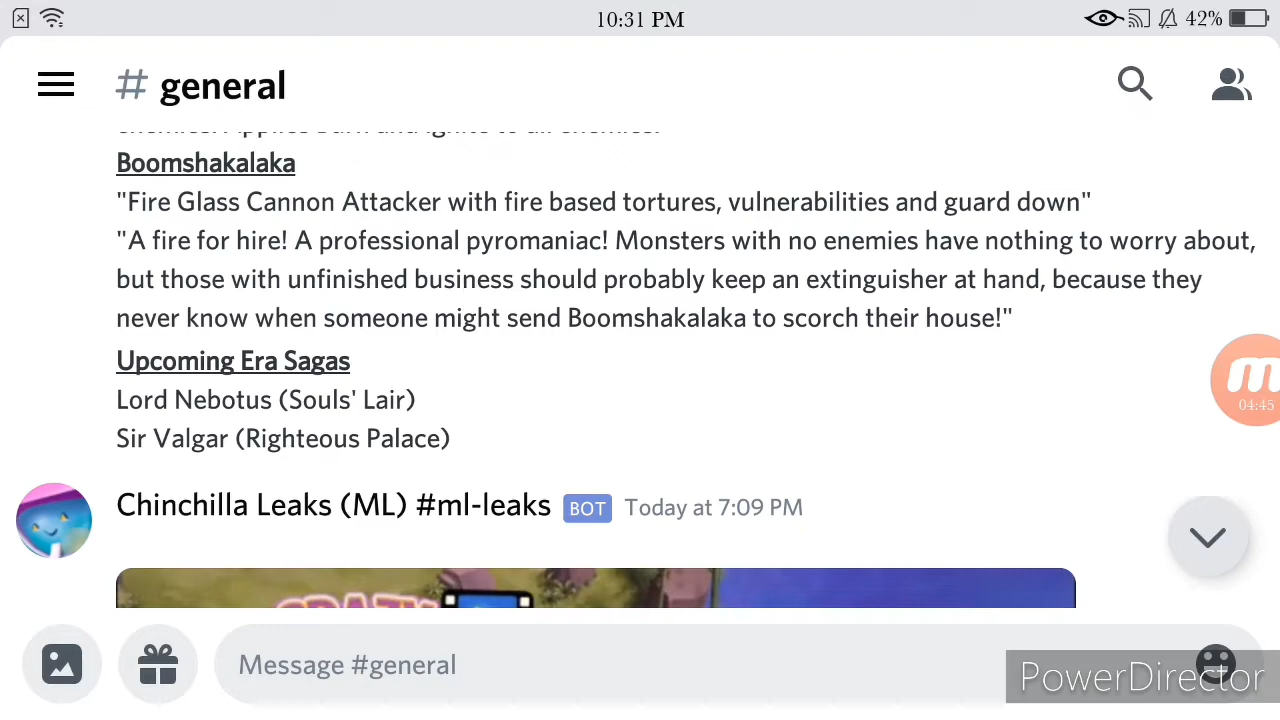 10:31 PM
42%
# general
Boomshakalaka
"Fire Glass Cannon Attacker with fire based tortures, vulnerabilities and guard down"
"A fire for hire! A professional pyromaniac! Monsters with no enemies have nothing to worry about,
but those with unfinished business should probably keep an extinguisher at hand, because they
never know when someone might send Boomshakalaka to scorch their house!"
Upcoming Era Sagas
Lord Nebotus (Souls' Lair)
Sir Valgar (Righteous Palace)
04:45
Chinchilla Leaks (ML) #ml-leaks BOT Today at 7:09 PM
Message #general
PowerDirector